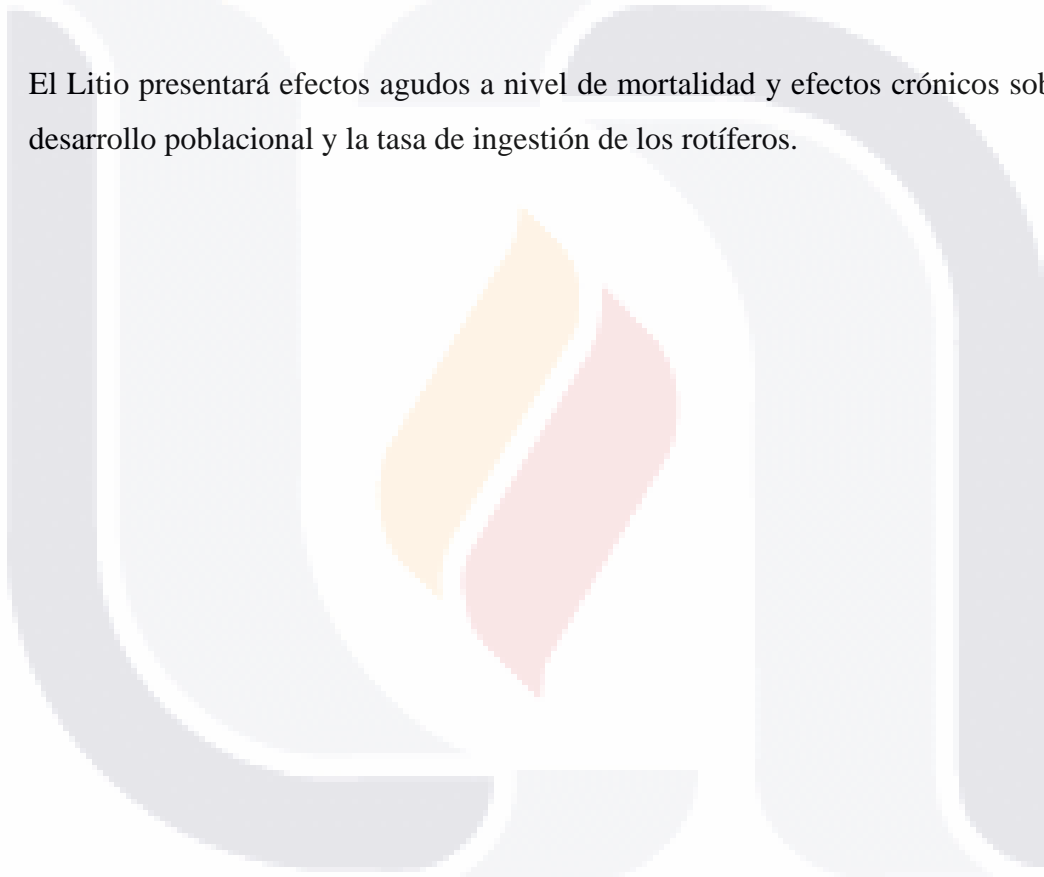 El Litio presentará efectos agudos a nivel de mortalidad y efectos crónicos sob
desarrollo poblacional y la tasa de ingestión de los rotíferos.